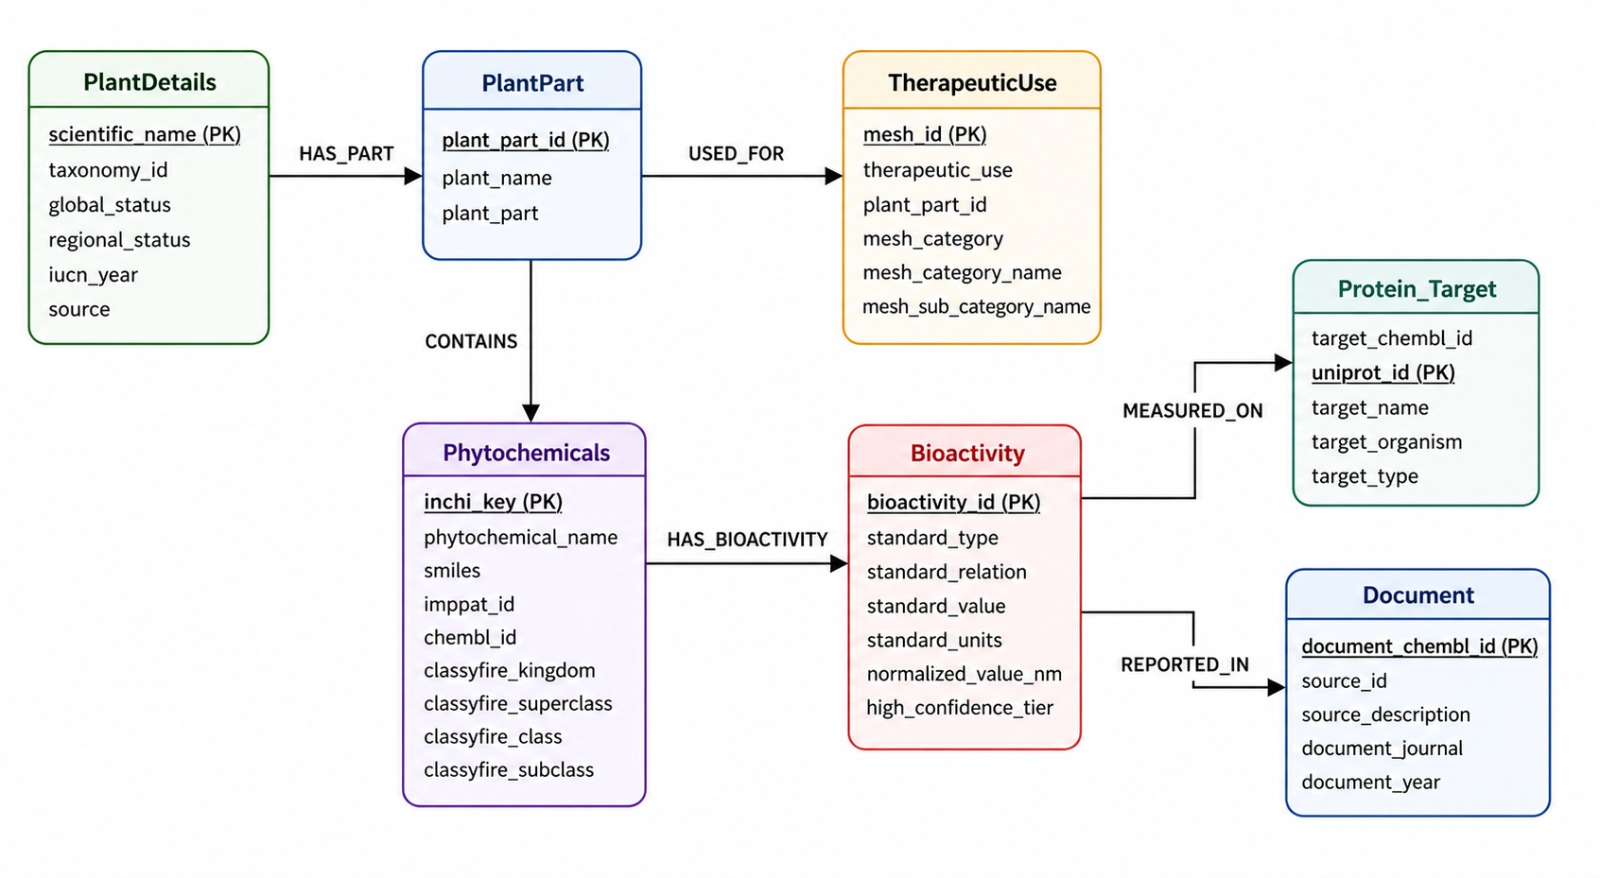 PlantDetails
scientific_name (PK)
taxonomy_id
global_status
regional_status
iucn_year
source
HAS_PART
PlantPart
plant_part_id (PK)
plant_name
plant_part
USED_FOR
TherapeuticUse
mesh_id (PK)
therapeutic_use
plant_part_id
mesh_category
mesh_category_name
mesh_sub_category_name
CONTAINS
Phytochemicals
inchi_key (PK)
phytochemical_name
smiles
imppat_id
chembl_id
classyfire_kingdom
classyfire_superclass
classyfire_class
classyfire_subclass
HAS_BIOACTIVITY
Bioactivity
bioactivity_id (PK)
standard_type
standard_relation
standard_value
standard_units
normalized_value_nm
high_confidence_tier
MEASURED_ON
Protein_Target
target_chembl_id
uniprot_id (PK)
target_name
target_organism
target_type
REPORTED_IN
Document
document_chembl_id (PK)
source_id
source_description
document_journal
document_year